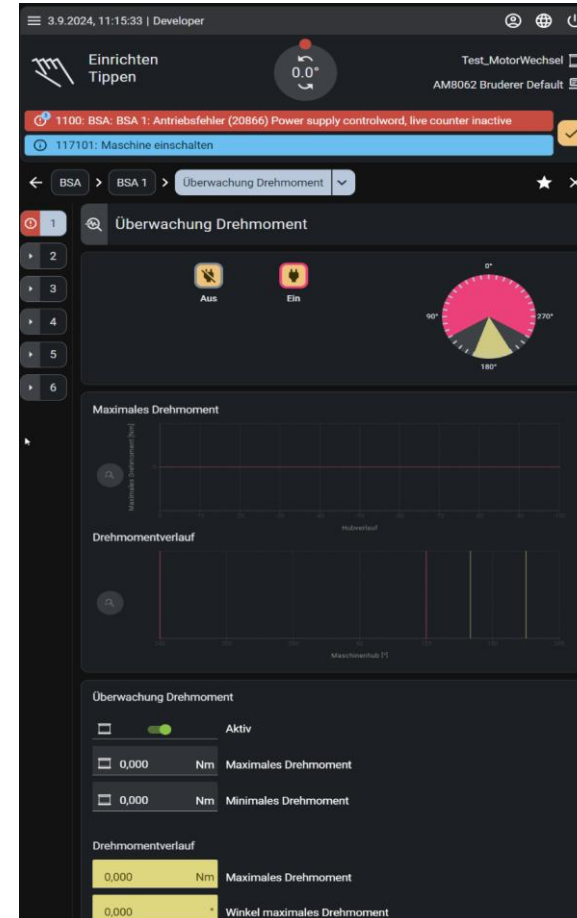 3.9.2024, 11:15:33 | Developer
Einrichten
Tippen
0.0°
Test_MotorWechsel
AM8062 Bruderer Default
1100: BSA: BSA 1: Antriebsfehler (20866) Power supply controlword, live counter inactive
117101: Maschine einschalten
BSA
BSA 1
Überwachung Drehmoment
1
Überwachung Drehmoment
2
3
4
5
6
Aus
Ein
0°
90°
270°
180°
Maximales Drehmoment
Maximales Drehmoment [Nm]
Hubverlauf
Drehmomentverlauf
Maschinenhub [°]
Überwachung Drehmoment
Aktiv
0,000 Nm Maximales Drehmoment
0,000 Nm Minimales Drehmoment
Drehmomentverlauf
0,000 Nm Maximales Drehmoment
0,000 ° Winkel maximales Drehmoment